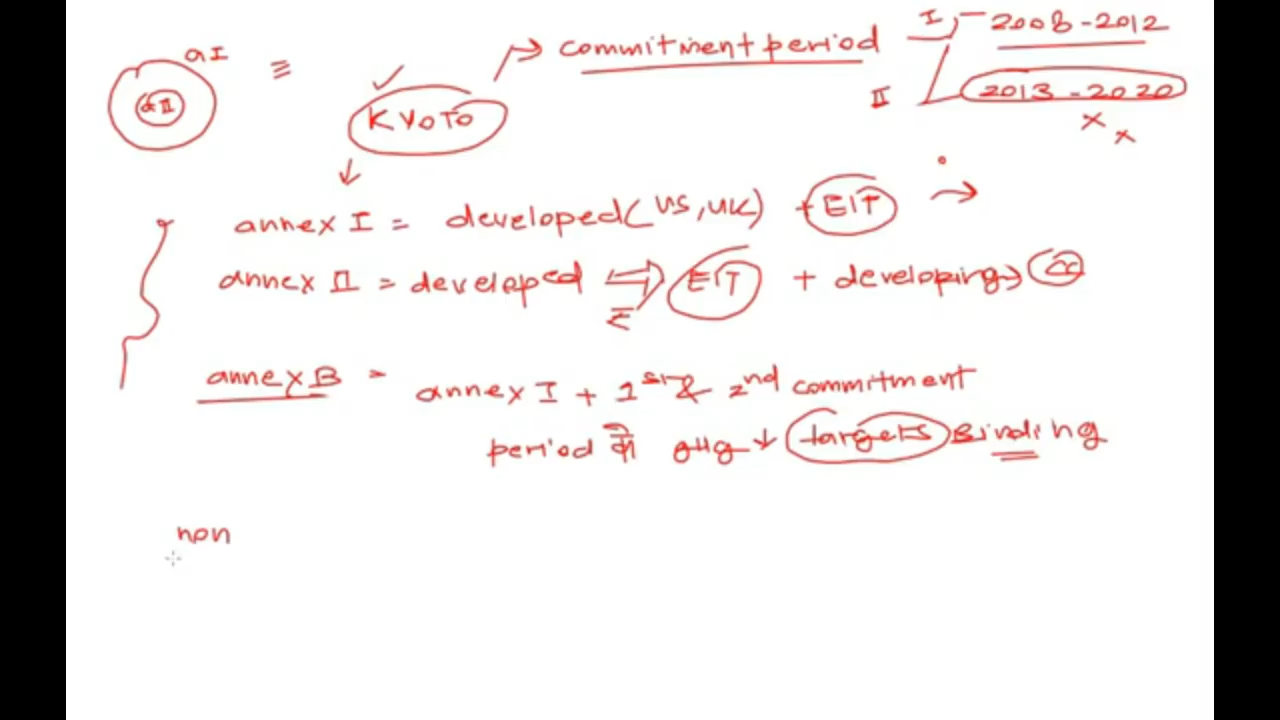 aI
aII
≡
KYOTO → commitment period
I - 2008-2012
II 2013-2020 x x
annex I = developed (US, UK) + EIT →
annex II = developed ⇒ EIT + developing
annex B = annex I + 1st & 2nd commitment
period में gHg ↓ targets Binding
non